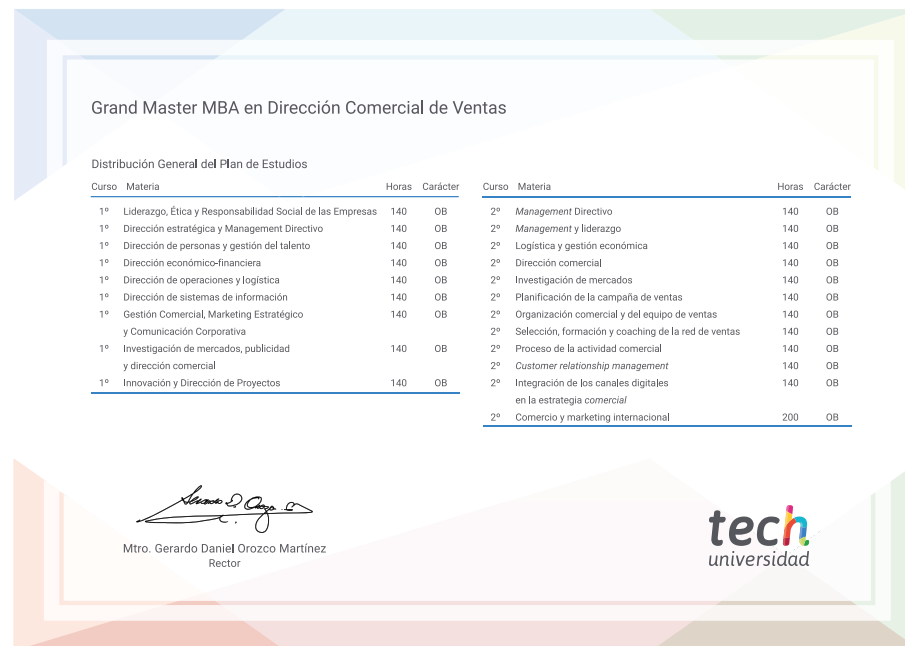 Grand Master MBA en Dirección Comercial de Ventas
Distribución General del Plan de Estudios
Curso Materia Horas Carácter
1º Liderazgo, Ética y Responsabilidad Social de las Empresas 140 OB
1º Dirección estratégica y Management Directivo 140 OB
1º Dirección de personas y gestión del talento 140 OB
1º Dirección económico-financiera 140 OB
1º Dirección de operaciones y logística 140 OB
1º Dirección de sistemas de información 140 OB
1º Gestión Comercial, Marketing Estratégico 140 OB
y Comunicación Corporativa
1º Investigación de mercados, publicidad 140 OB
y dirección comercial
1º Innovación y Dirección de Proyectos 140 OB
Curso Materia Horas Carácter
2º Management Directivo 140 OB
2º Management y liderazgo 140 OB
2º Logística y gestión económica 140 OB
2º Dirección comercial 140 OB
2º Investigación de mercados 140 OB
2º Planificación de la campaña de ventas 140 OB
2º Organización comercial y del equipo de ventas 140 OB
2º Selección, formación y coaching de la red de ventas 140 OB
2º Proceso de la actividad comercial 140 OB
2º Customer relationship management 140 OB
2º Integración de los canales digitales 140 OB
en la estrategia comercial
2º Comercio y marketing internacional 200 OB
Mtro. Gerardo Daniel Orozco Martínez
Rector
tech
universidad